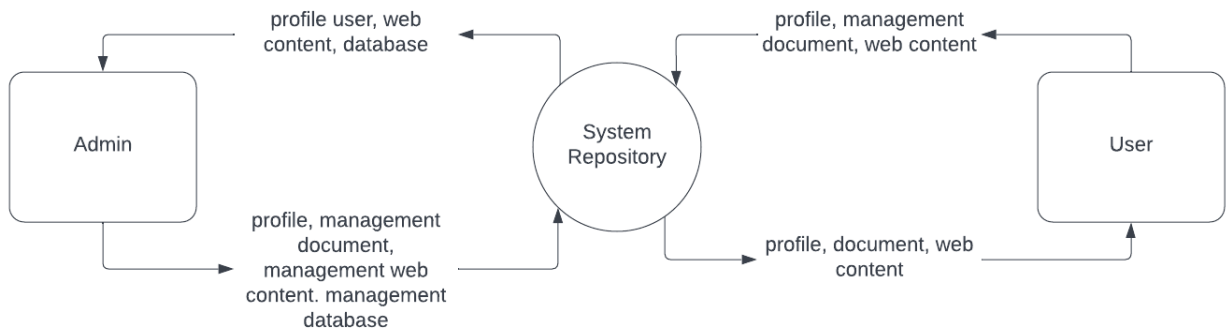 profile user, web
content, database
profile, management
document, web content
Admin
System
Repository
User
profile, management
document,
management web
content. management
database
profile, document, web
content